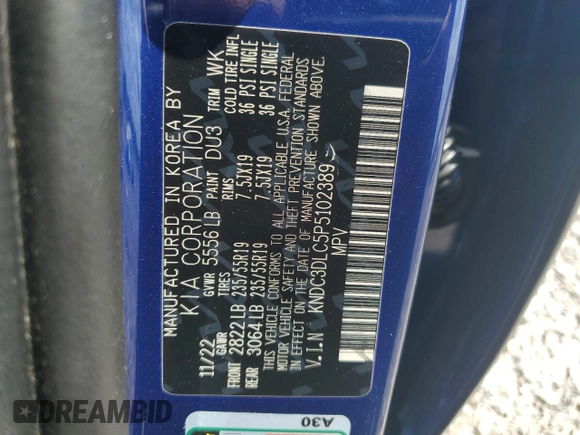 MANUFACTURED IN KOREA BY
KIA CORPORATION
11/22 GVWR 5556 LB PAINT DU3 TRIM WK
GAWR TIRES RIMS COLD TIRE INFL
FRONT 2822 LB 235/55R19 7.5JX19 36 PSI SINGLE
REAR 3064 LB 235/55R19 7.5JX19 36 PSI SINGLE
THIS VEHICLE CONFORMS TO ALL APPLICABLE U.S.A. FEDERAL
MOTOR VEHICLE SAFETY AND THEFT PREVENTION STANDARDS
IN EFFECT ON THE DATE OF MANUFACTURE SHOWN ABOVE.
V.I.N : KNDC3DLC5P5102389
MPV
A30
DREAMBID